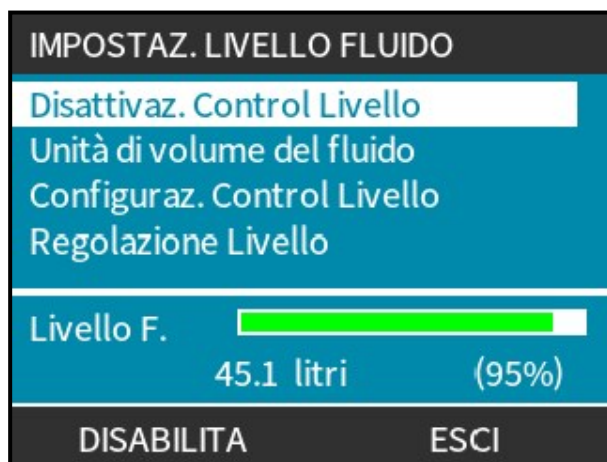 IMPOSTAZ. LIVELLO FLUIDO
Disattivaz. Control Livello
Unità di volume del fluido
Configuraz. Control Livello
Regolazione Livello
Livello F.
45.1 litri (95%)
DISABILITA ESCI